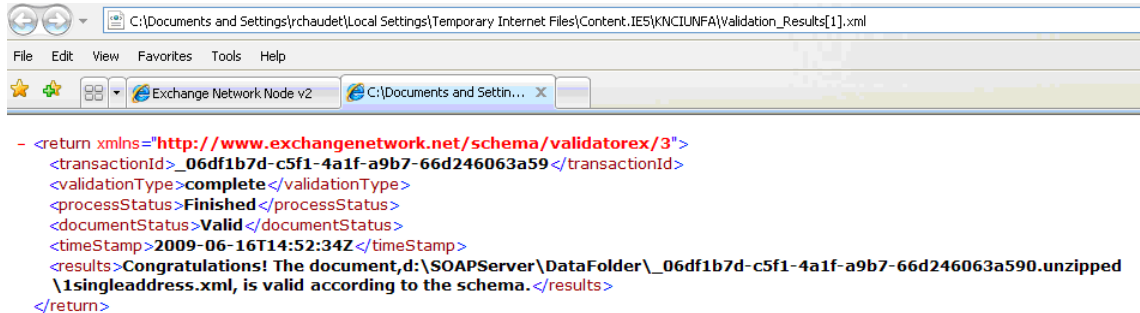 C:\Documents and Settings\rchaudet\Local Settings\Temporary Internet Files\Content.IE5\KNCIUNFA\Validation_Results[1].xml
File Edit View Favorites Tools Help
Exchange Network Node v2 C:\Documents and Settin... X
- <return xmlns="http://www.exchangenetwork.net/schema/validatorex/3">
<transactionId>_06df1b7d-c5f1-4a1f-a9b7-66d246063a59</transactionId>
<validationType>complete</validationType>
<processStatus>Finished</processStatus>
<documentStatus>Valid</documentStatus>
<timeStamp>2009-06-16T14:52:34Z</timeStamp>
<results>Congratulations! The document,d:\SOAPServer\DataFolder\_06df1b7d-c5f1-4a1f-a9b7-66d246063a590.unzipped
\1singleaddress.xml, is valid according to the schema.</results>
</return>